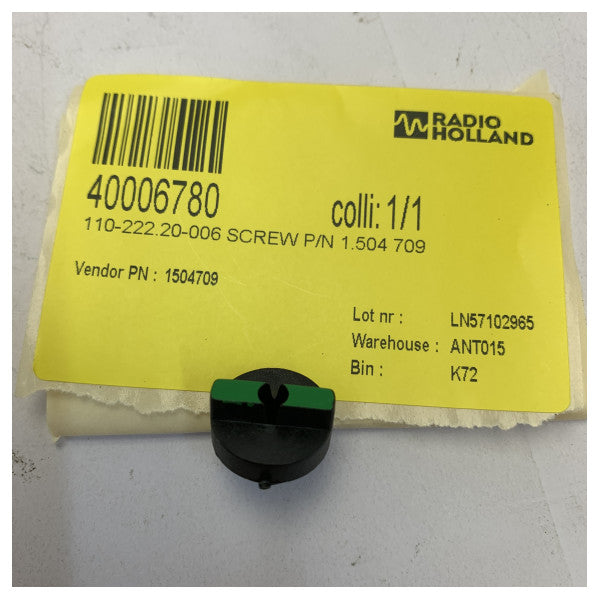 RADIO
HOLLAND
40006780
colli: 1/1
110-222.20-006 SCREW P/N 1.504 709
Vendor PN : 1504709
Lot nr : LN57102965
Warehouse : ANT015
Bin : K72